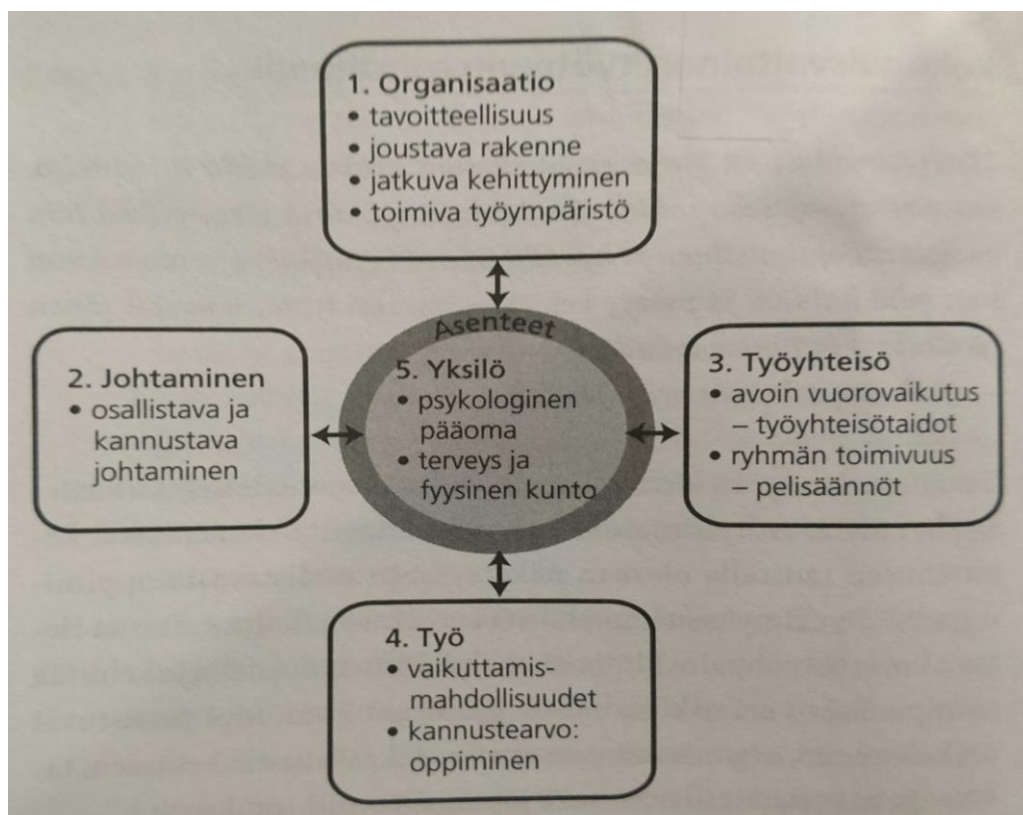 1. Organisaatio
• tavoitteellisuus
• joustava rakenne
• jatkuva kehittyminen
• toimiva työympäristö
2. Johtaminen
• osallistava ja
kannustava
johtaminen
Asenteet
5. Yksilö
• psykologinen
pääoma
• terveys ja
fyysinen kunto
3. Työyhteisö
• avoin vuorovaikutus
– työyhteisötaidot
• ryhmän toimivuus
– pelisäännöt
4. Työ
• vaikuttamis-
mahdollisuudet
• kannustearvo:
oppiminen